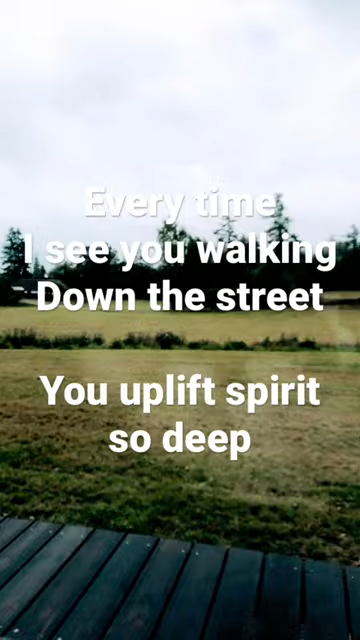 Every time
I see you walking
Down the street
You uplift spirit
so deep